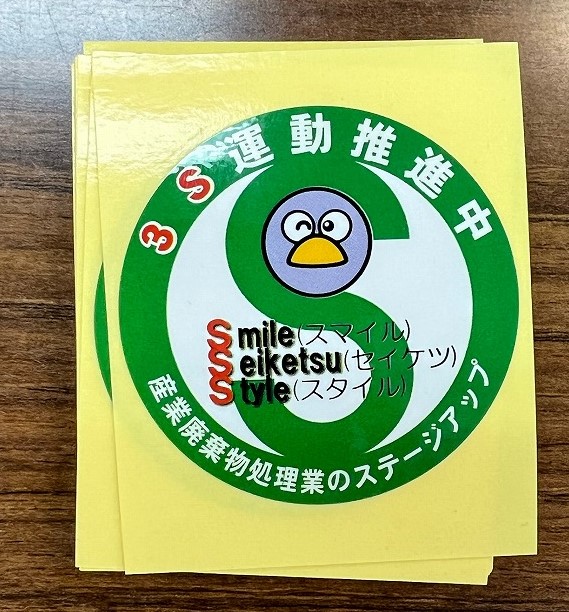 3S運動推進中
Smile(スマイル)
Seiketsu(セイケツ)
Style(スタイル)
産業廃棄物処理業のステージアップ